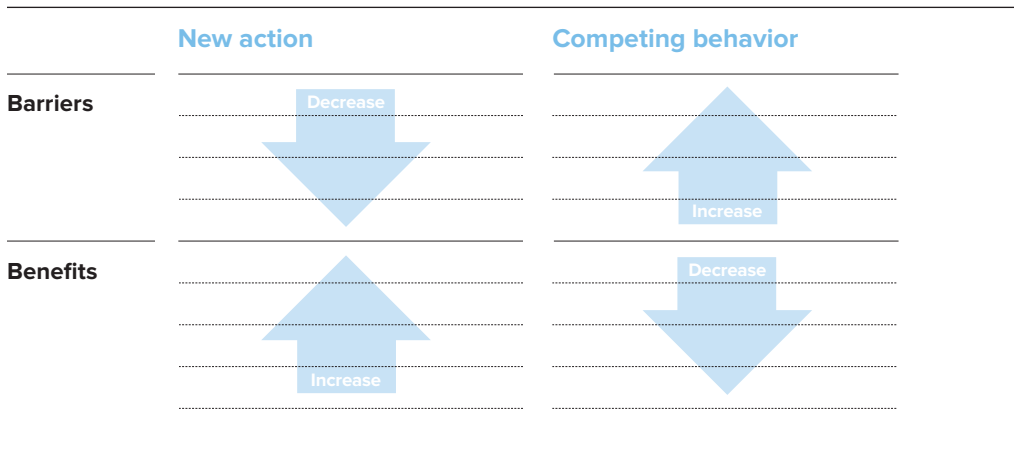 New action Competing behavior
Barriers
Decrease
Increase
Benefits
Decrease
Increase